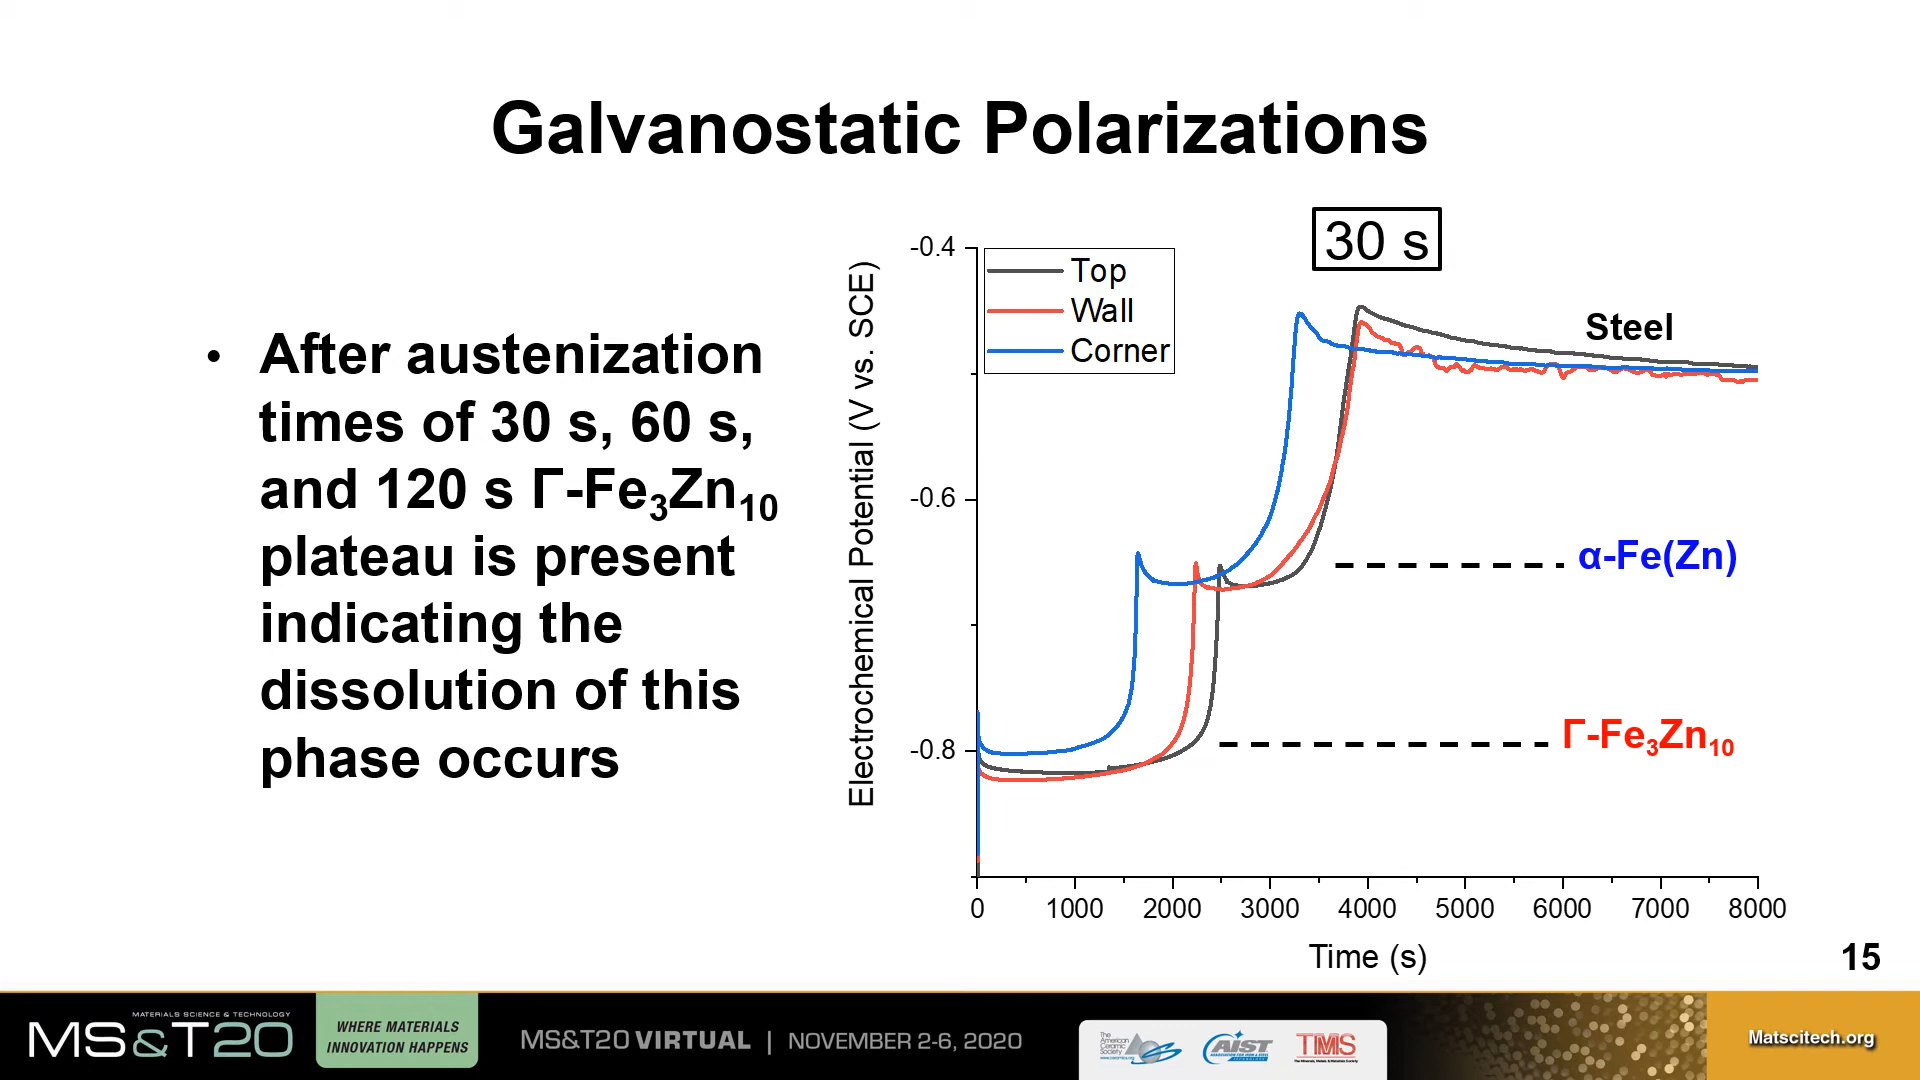 Galvanostatic Polarizations
• After austenization
times of 30 s, 60 s,
and 120 s Γ-Fe₃Zn₁₀
plateau is present
indicating the
dissolution of this
phase occurs
30 s
Top
Wall
Corner
Steel
α-Fe(Zn)
Γ-Fe₃Zn₁₀
Electrochemical Potential (V vs. SCE)
-0.4
-0.6
-0.8
0 1000 2000 3000 4000 5000 6000 7000 8000
Time (s)
15
MATERIALS SCIENCE & TECHNOLOGY
MS&T20
WHERE MATERIALS
INNOVATION HAPPENS
MS&T20 VIRTUAL | NOVEMBER 2-6, 2020
The
American
Ceramic
Society
AIST
TMS
Matscitech.org